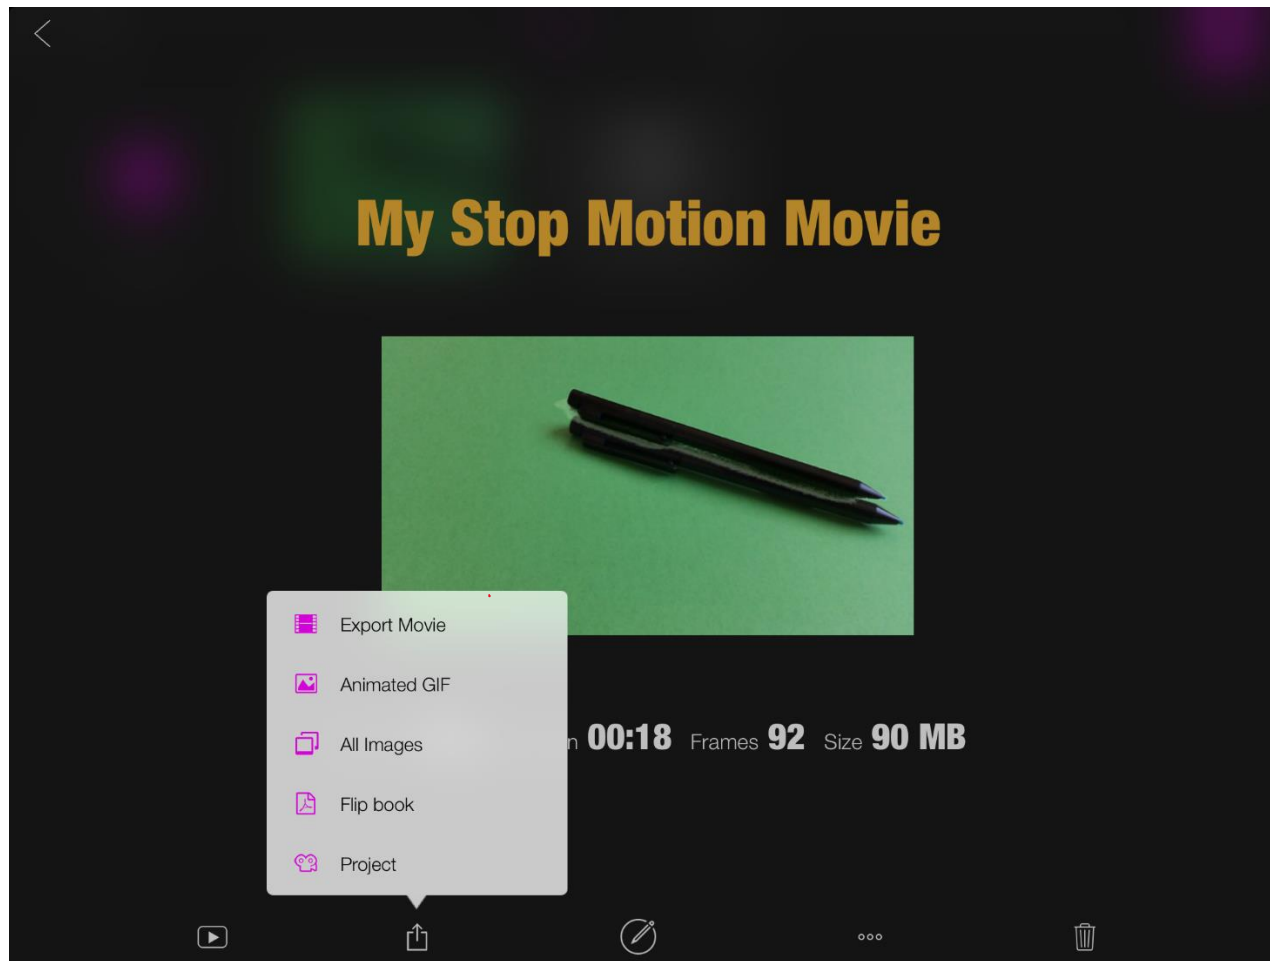 My Stop Motion Movie
Export Movie
Animated GIF
All Images
n 00:18 Frames 92 Size 90 MB
Flip book
Project